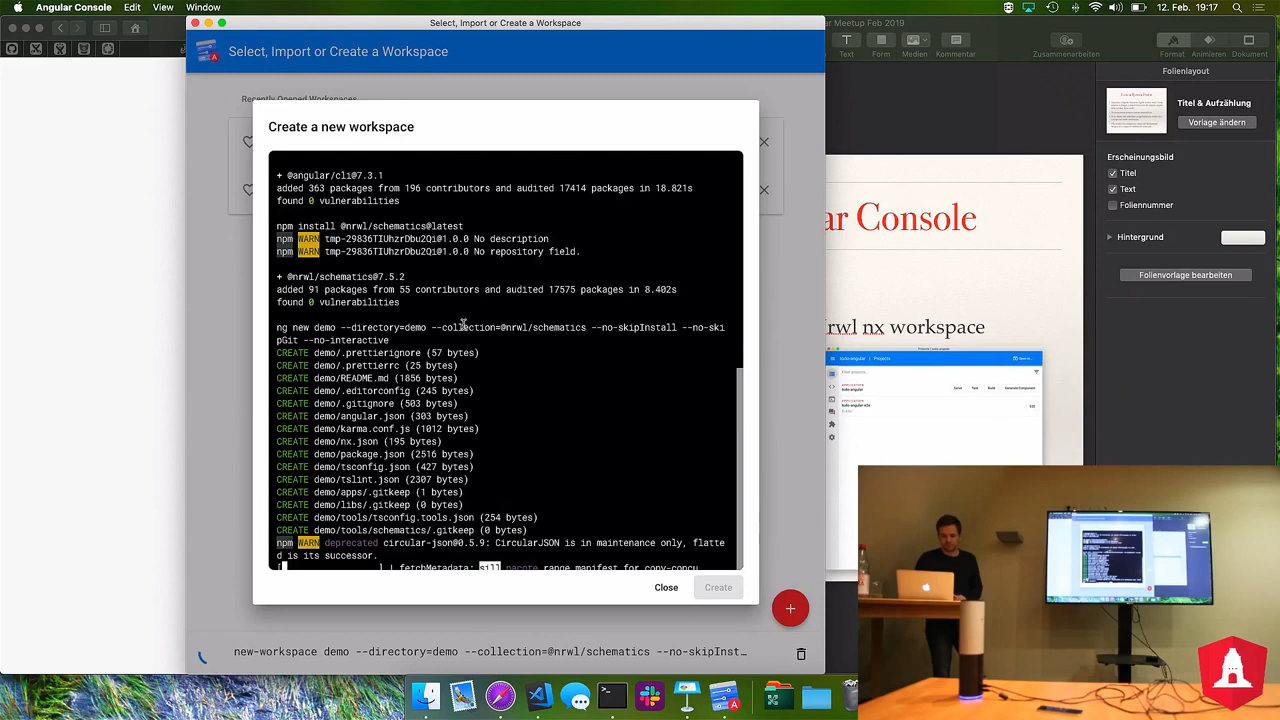 Angular Console Edit View Window
12. Feb. 19:17
Select, Import or Create a Workspace
ar Meetup Feb 2019
Select, Import or Create a Workspace
Text Form Medien Kommentar Zusammenarbeiten Format Animation Dokument
Folienlayout
Recently Opened Workspaces
Create a new workspace
+ @angular/cli@7.3.1
added 363 packages from 196 contributors and audited 17414 packages in 18.821s
found 0 vulnerabilities
npm install @nrwl/schematics@latest
npm WARN tmp-29836TIUhzrDbu2Qi@1.0.0 No description
npm WARN tmp-29836TIUhzrDbu2Qi@1.0.0 No repository field.
+ @nrwl/schematics@7.5.2
added 91 packages from 55 contributors and audited 17575 packages in 8.402s
found 0 vulnerabilities
ng new demo --directory=demo --collection=@nrwl/schematics --no-skipInstall --no-ski
pGit --no-interactive
CREATE demo/.prettierignore (57 bytes)
CREATE demo/.prettierrc (25 bytes)
CREATE demo/README.md (1856 bytes)
CREATE demo/.editorconfig (245 bytes)
CREATE demo/.gitignore (503 bytes)
CREATE demo/angular.json (303 bytes)
CREATE demo/karma.conf.js (1012 bytes)
CREATE demo/nx.json (195 bytes)
CREATE demo/package.json (2516 bytes)
CREATE demo/tsconfig.json (427 bytes)
CREATE demo/tslint.json (2307 bytes)
CREATE demo/apps/.gitkeep (1 bytes)
CREATE demo/libs/.gitkeep (0 bytes)
CREATE demo/tools/tsconfig.tools.json (254 bytes)
CREATE demo/tools/schematics/.gitkeep (0 bytes)
npm WARN deprecated circular-json@0.5.9: CircularJSON is in maintenance only, flatte
d is its successor.
[ ] | fetchMetadata: sill pacote range manifest for copy-concu
Close Create
new-workspace demo --directory=demo --collection=@nrwl/schematics --no-skipInst...
Titel & Aufzählung
Vorlage ändern
Erscheinungsbild
Titel
Text
Foliennummer
Hintergrund
Folienvorlage bearbeiten
ar Console
rwl nx workspace